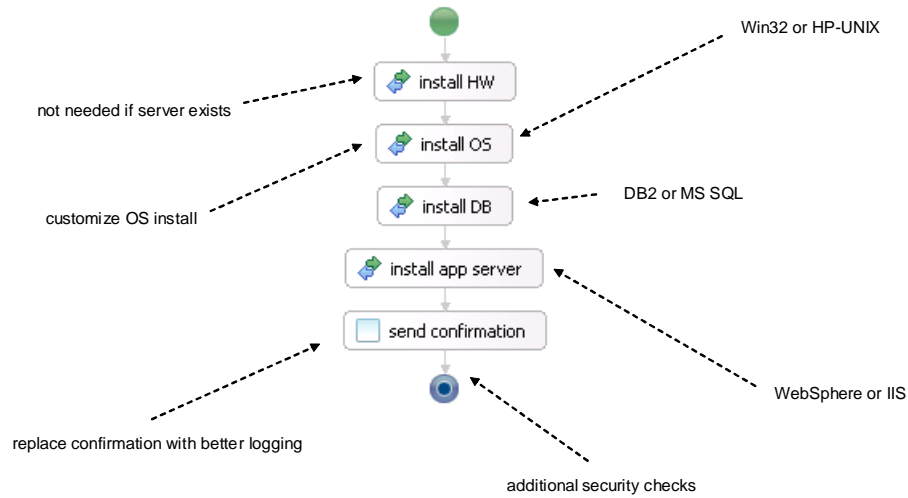 Win32 or HP-UNIX
install HW
not needed if server exists
install OS
DB2 or MS SQL
install DB
customize OS install
install app server
send confirmation
WebSphere or IIS
replace confirmation with better logging
additional security checks